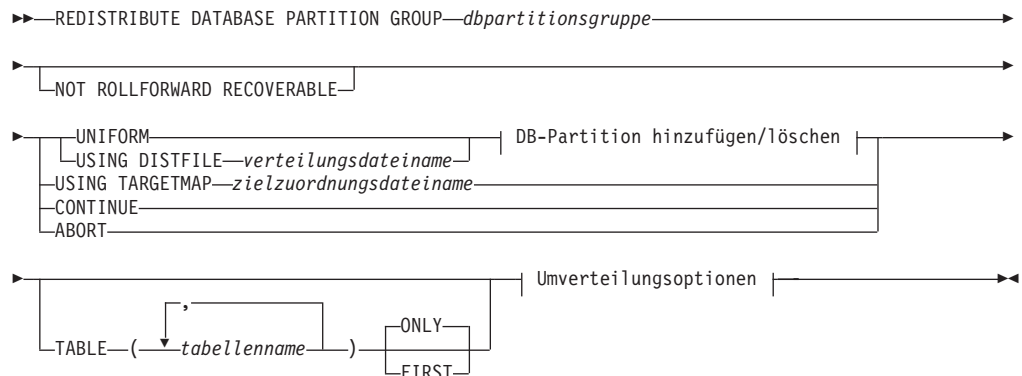 REDISTRIBUTE DATABASE PARTITION GROUP dbpartitionsgruppe
NOT ROLLFORWARD RECOVERABLE
UNIFORM
USING DISTFILE verteilungsdateiname
DB-Partition hinzufügen/löschen
USING TARGETMAP zielzuordnungsdateiname
CONTINUE
ABORT
Umverteilungsoptionen
,
ONLY
TABLE ( tabellenname )
FIRST